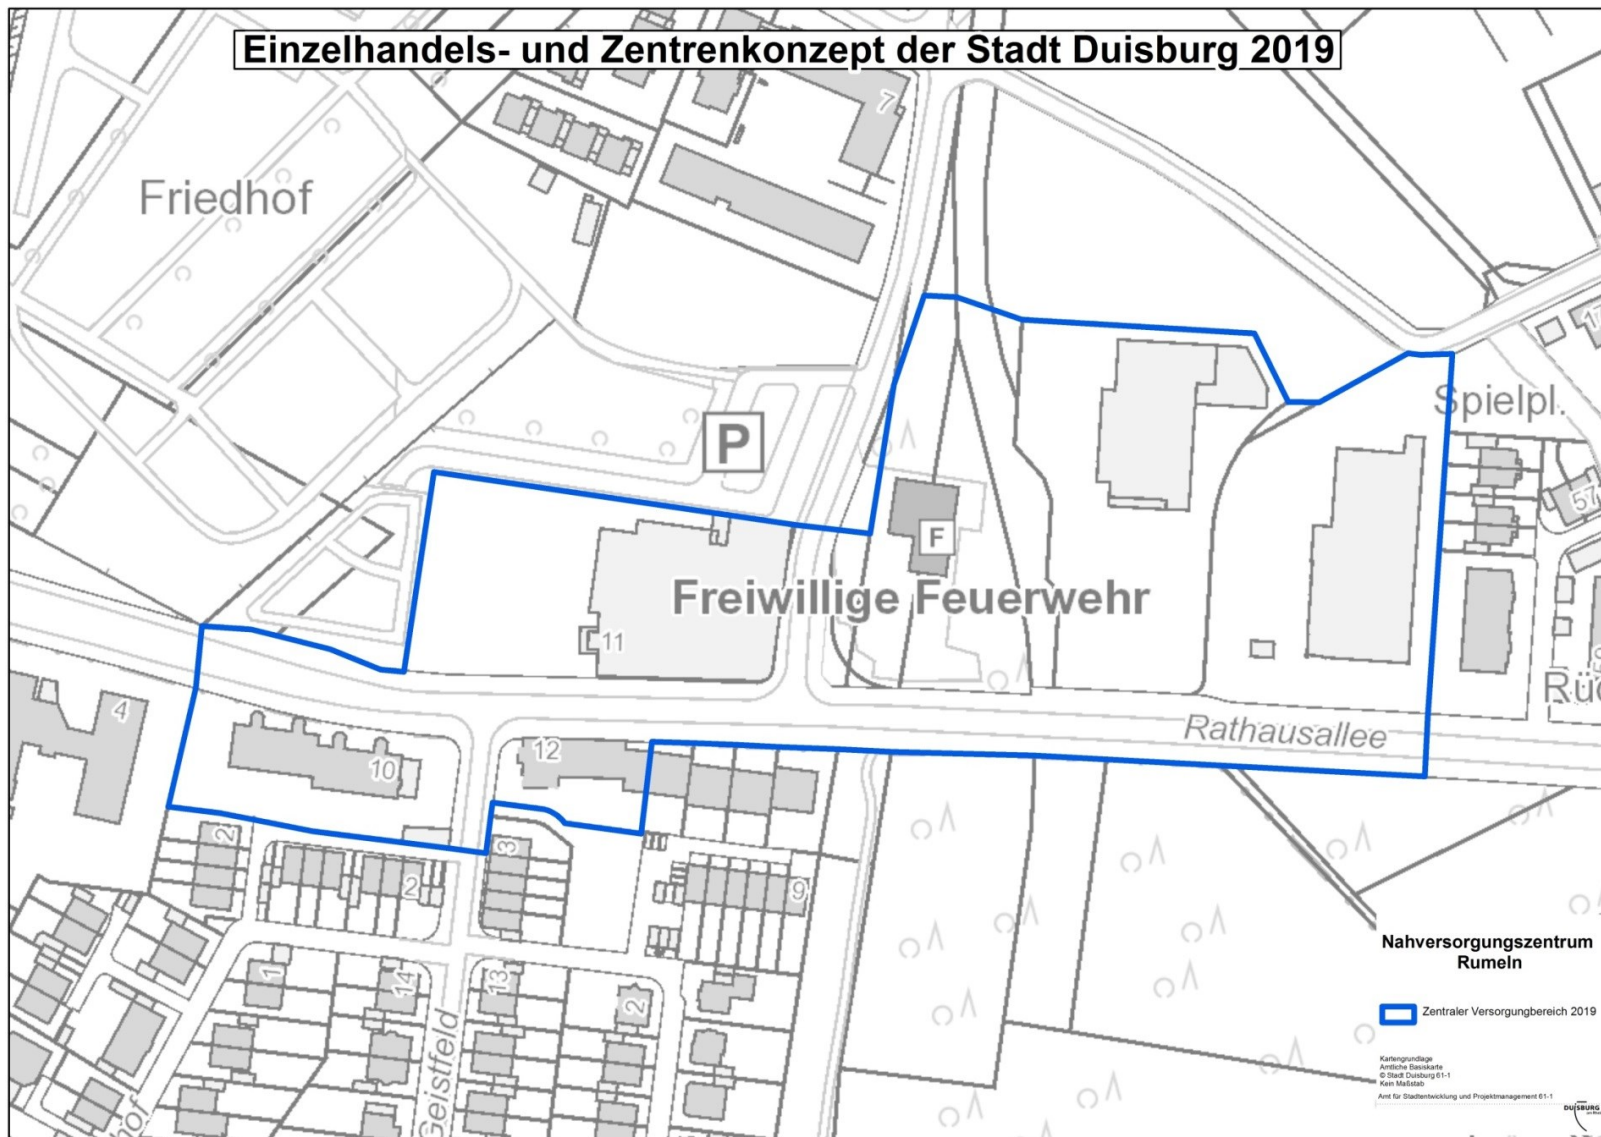 Einzelhandels- und Zentrenkonzept der Stadt Duisburg 2019
7
Friedhof
P
Spielpl.
57
F
Freiwillige Feuerwehr
11
4
Rathausallee
12
10
2
3
2
9
1
14
13
2
Geistfeld
Nahversorgungszentrum
Rumeln
Zentraler Versorgungbereich 2019
Kartengrundlage
Amtliche Basiskarte
© Stadt Duisburg 61-1
Kein Maßstab
Amt für Stadtentwicklung und Projektmanagement 61-1
DUISBURG